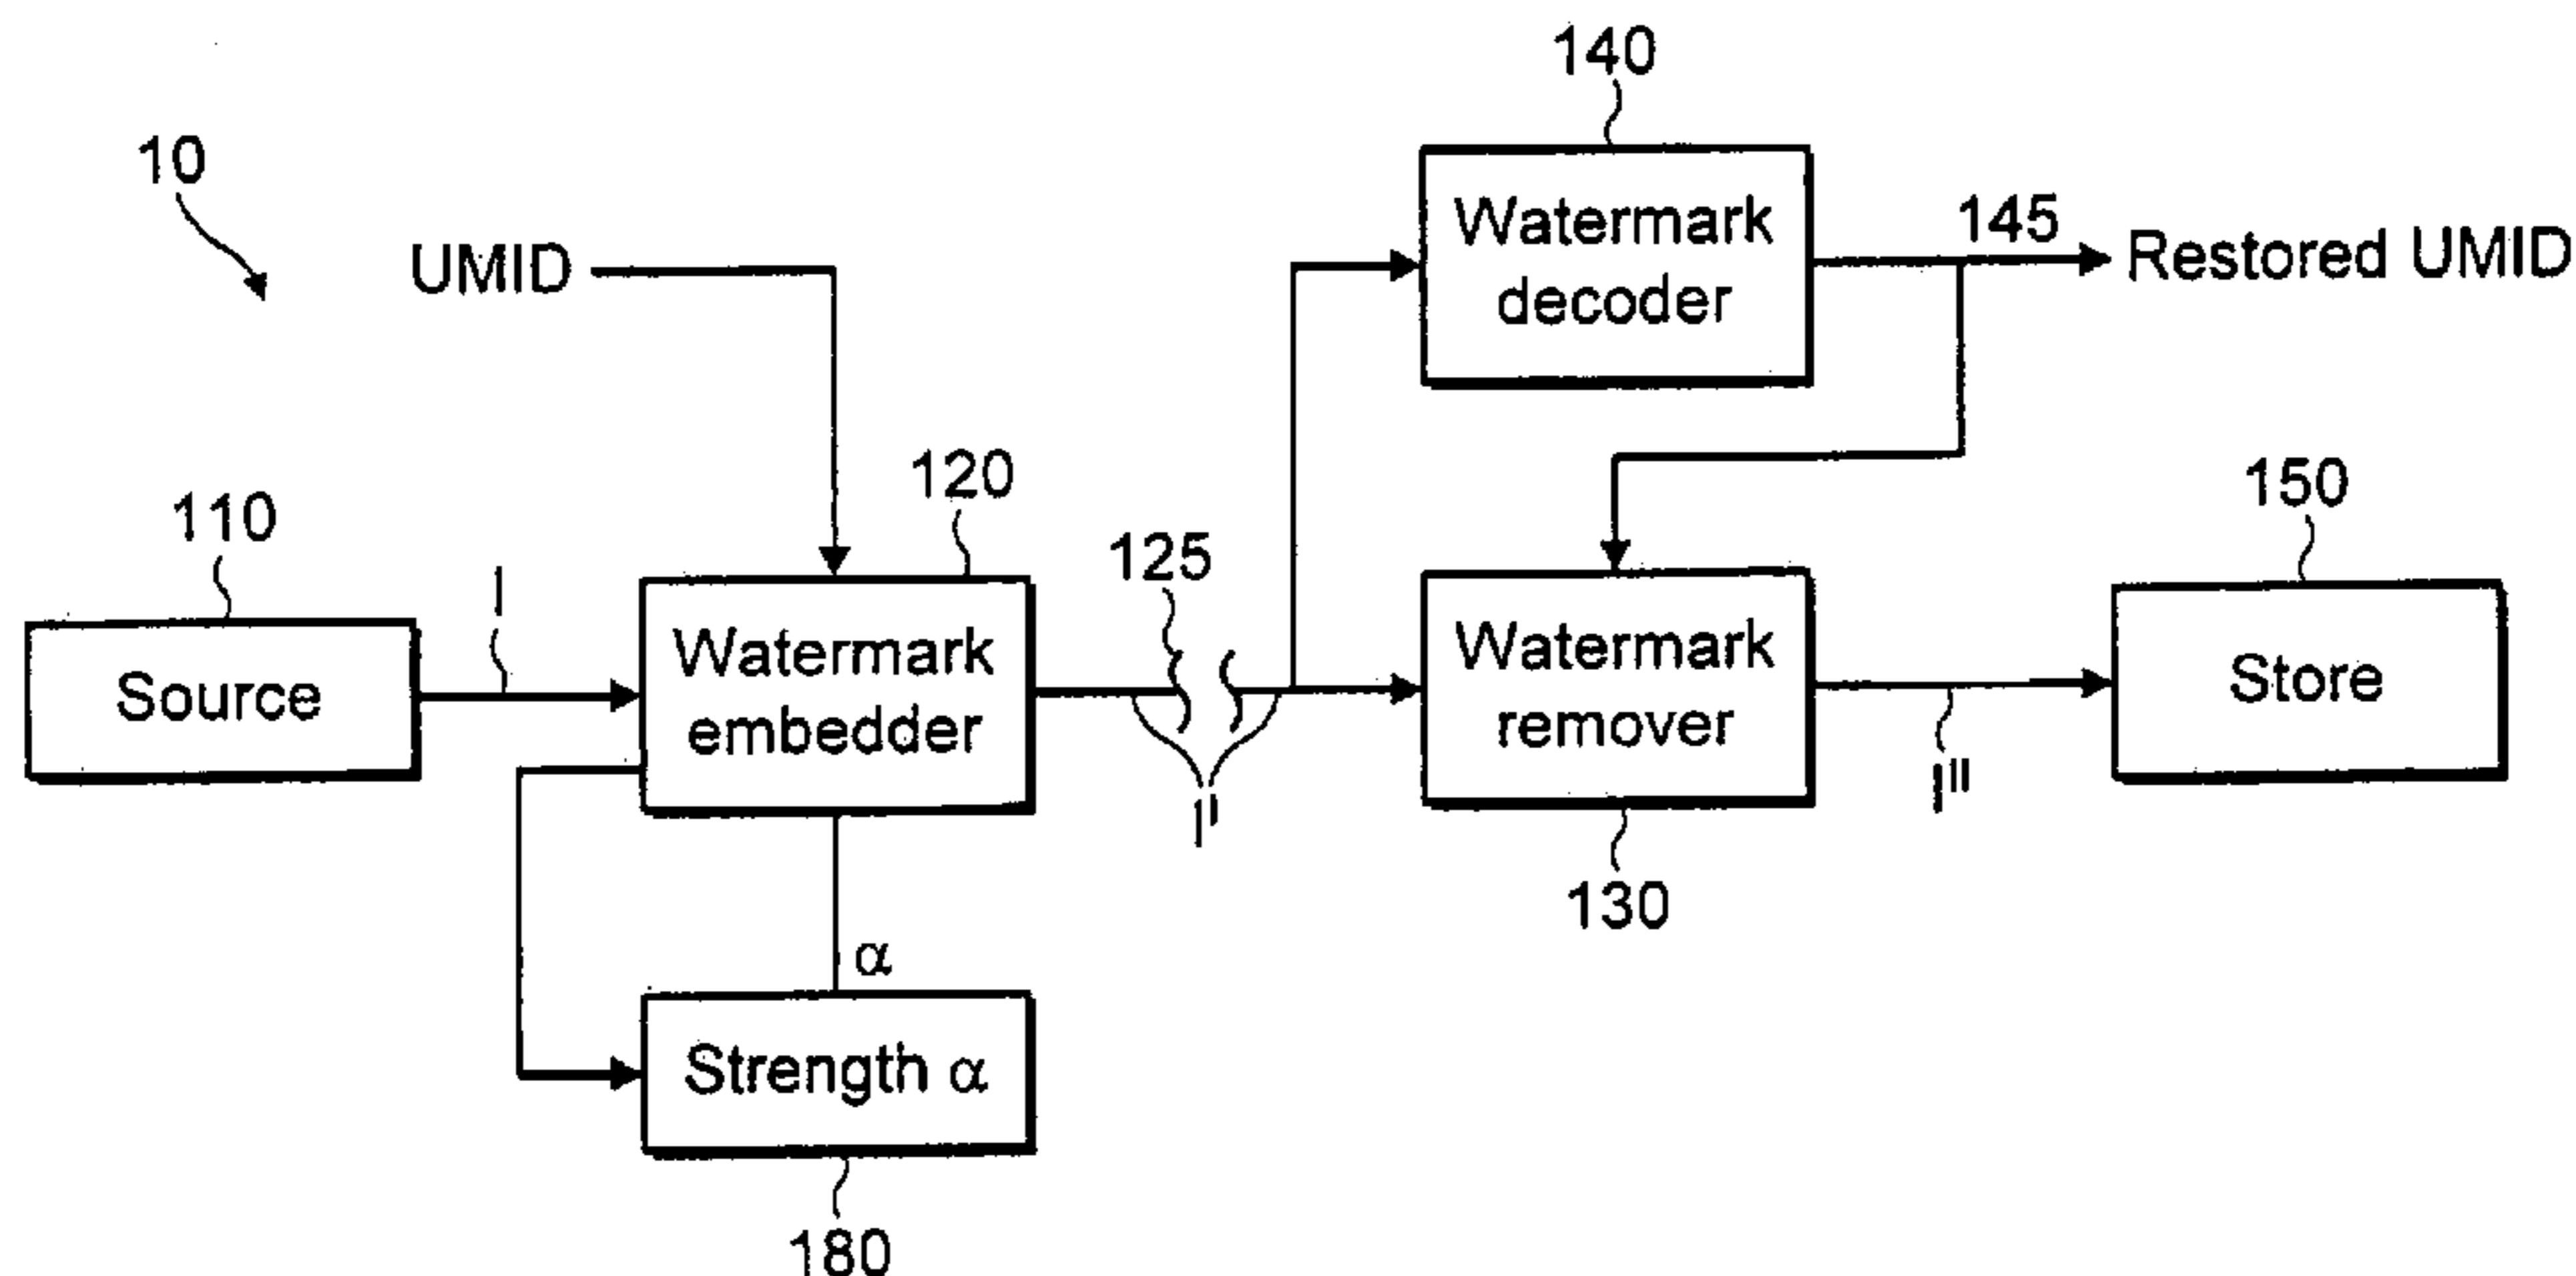 140
10
Watermark
decoder
145
Restored UMID
UMID
120
150
110
125
I
Source
Watermark
embedder
Watermark
remover
Store
I'
I"
130
α
Strength α
180